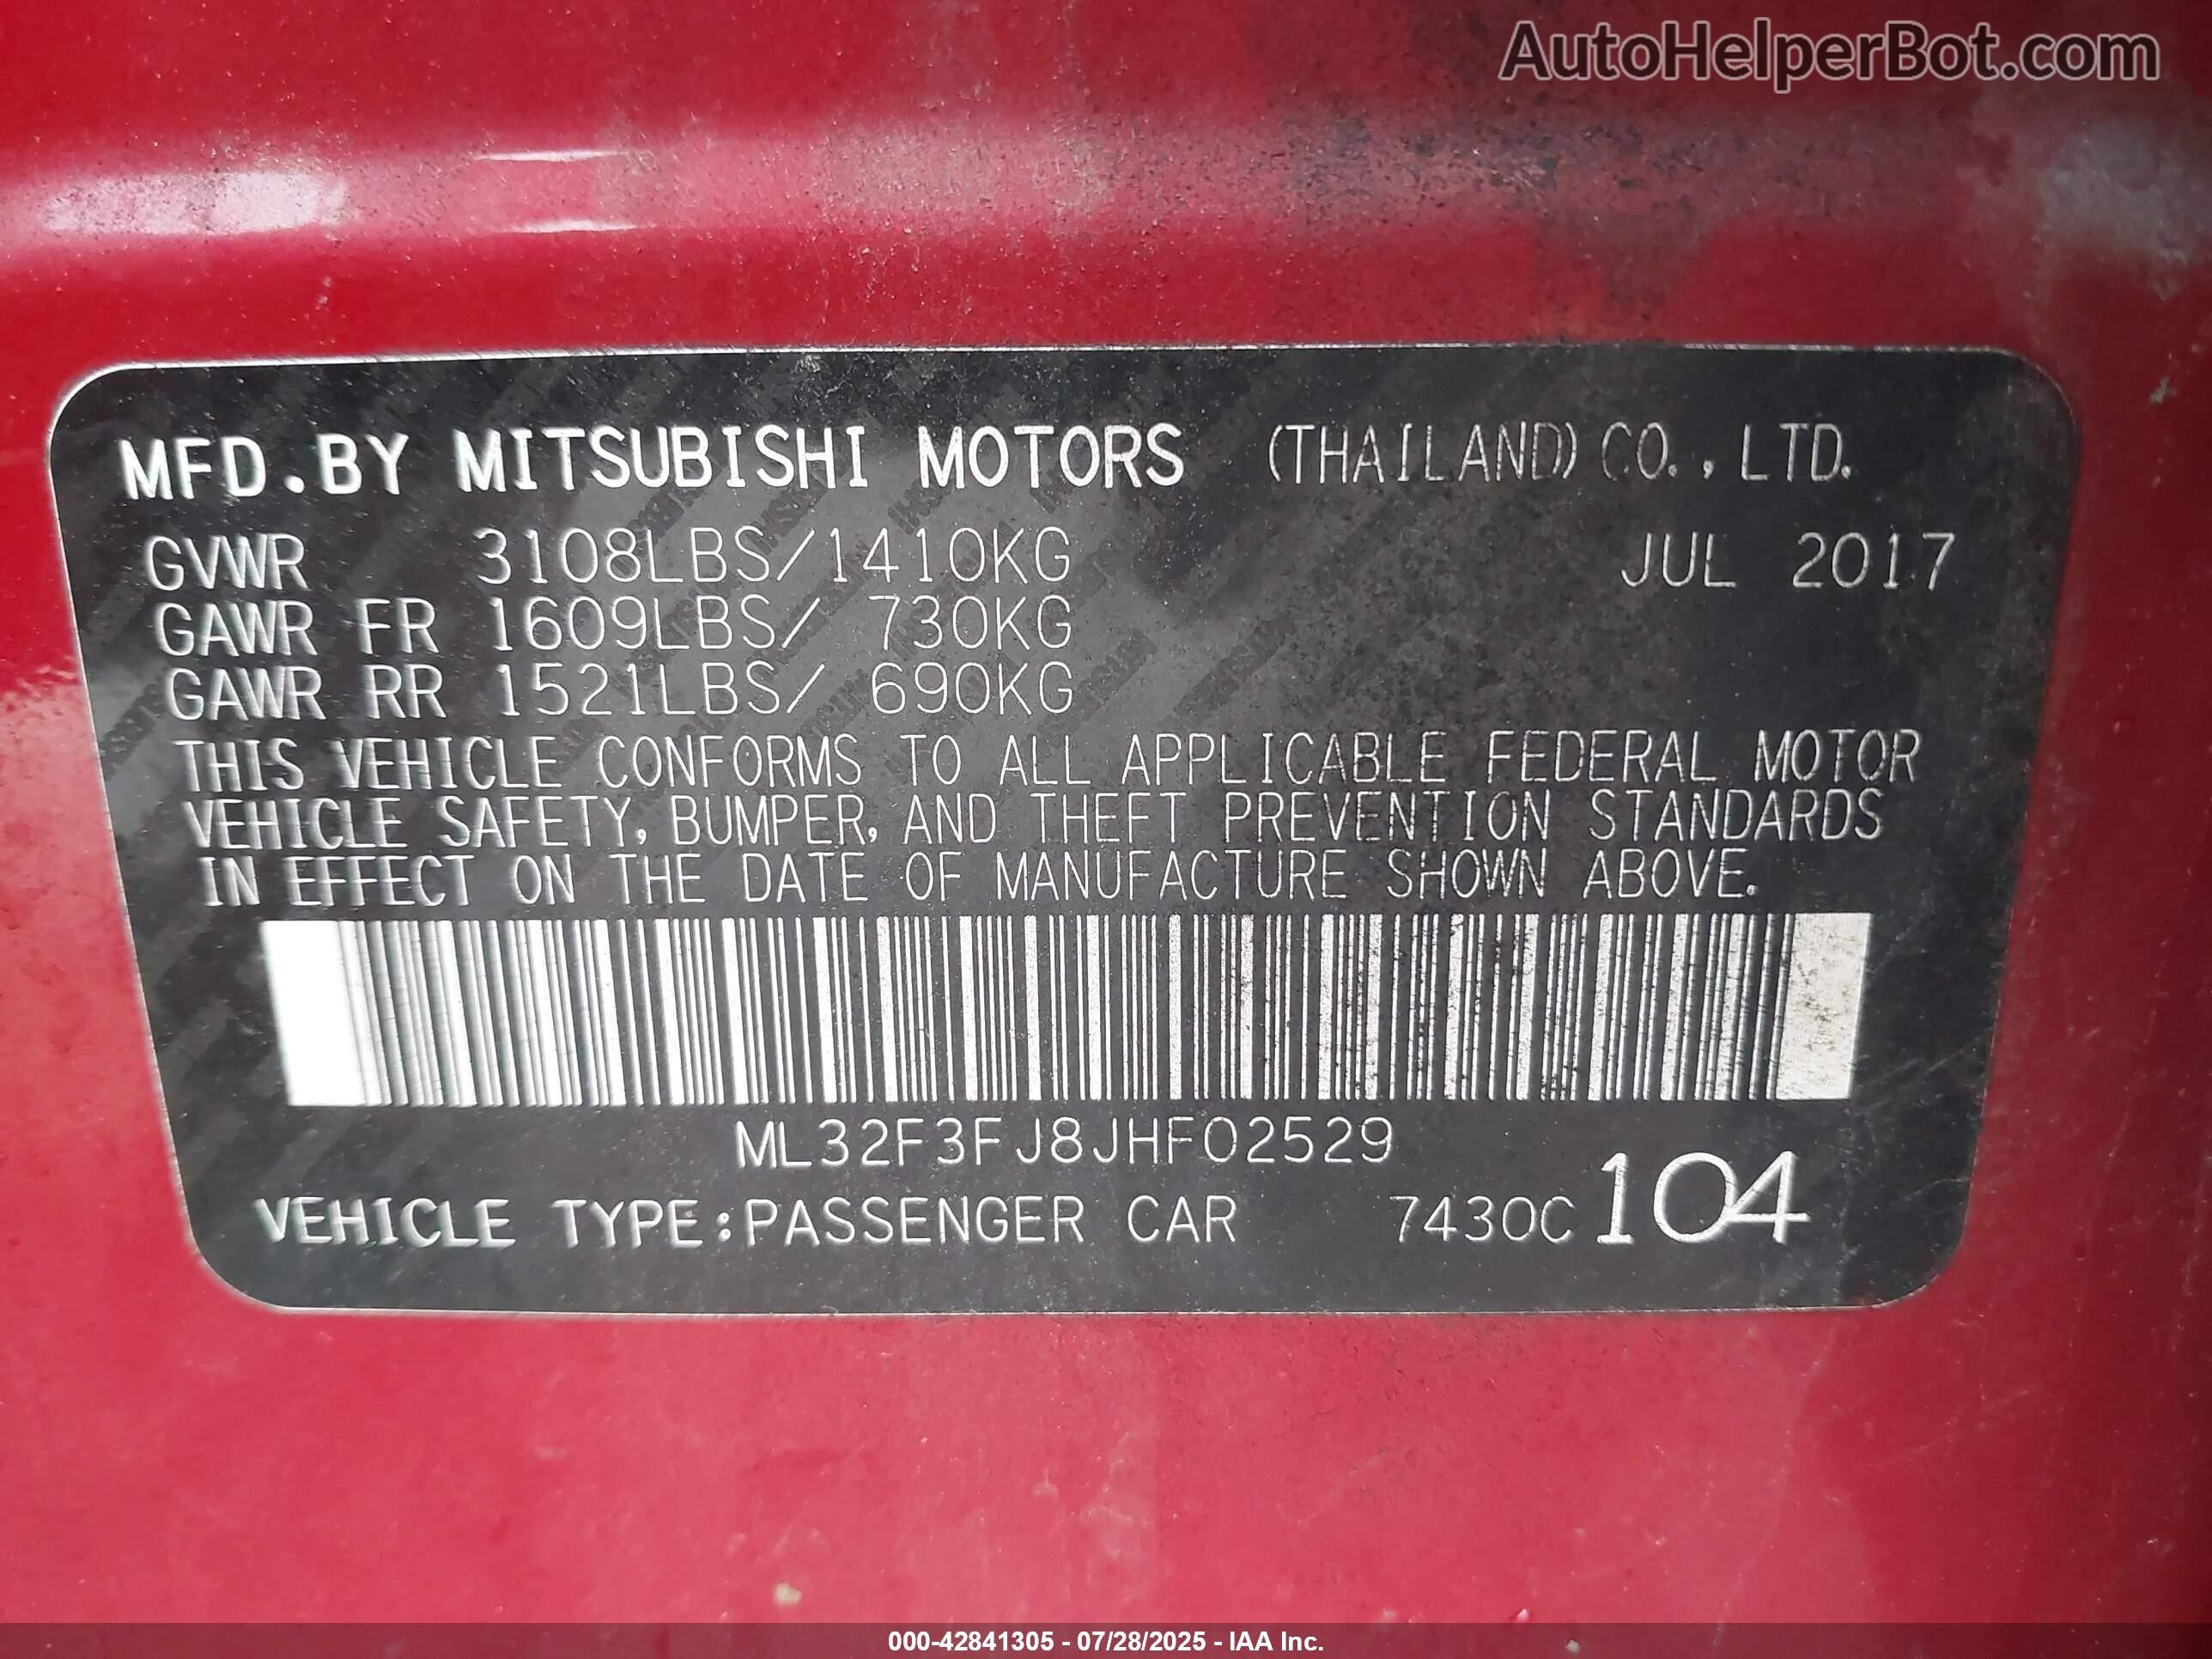 AutoHelperBot.com
MFD.BY MITSUBISHI MOTORS (THAILAND) CO., LTD.
GVWR 3108LBS/1410KG JUL 2017
GAWR FR 1609LBS/ 730KG
GAWR RR 1521LBS/ 690KG
THIS VEHICLE CONFORMS TO ALL APPLICABLE FEDERAL MOTOR
VEHICLE SAFETY, BUMPER, AND THEFT PREVENTION STANDARDS
IN EFFECT ON THE DATE OF MANUFACTURE SHOWN ABOVE.
ML32F3FJ8JHF02529
VEHICLE TYPE:PASSENGER CAR 7430C 104
000-42841305 - 07/28/2025 - IAA Inc.